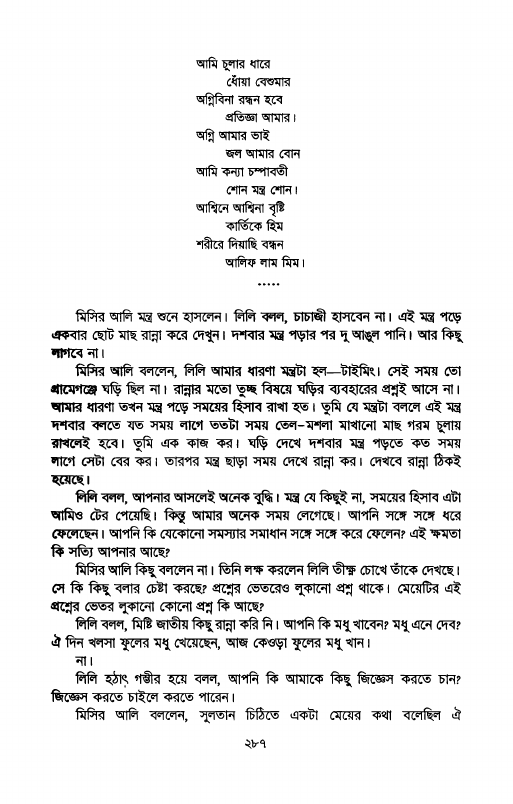 আমি চুলার ধারে
ধোঁয়া বেশুমার
অগ্নিবিনা রন্ধন হবে
প্রতিজ্ঞা আমার।
অগ্নি আমার ভাই
জল আমার বোন
আমি কন্যা চম্পাবতী
শোন মন্ত্র শোন।
আশ্বিনে আশ্বিনা বৃষ্টি
কার্তিকে হিম
শরীরে দিয়াছি বন্ধন
আলিফ লাম মিম।
.....
মিসির আলি মন্ত্র শুনে হাসলেন। লিলি বলল, চাচাজী হাসবেন না। এই মন্ত্র পড়ে
একবার ছোট মাছ রান্না করে দেখুন। দশবার মন্ত্র পড়ার পর দু আঙুল পানি। আর কিছু
লাগবে না।
মিসির আলি বললেন, লিলি আমার ধারণা মন্ত্রটা হল—টাইমিং। সেই সময় তো
গ্রামেগঞ্জে ঘড়ি ছিল না। রান্নার মতো তুচ্ছ বিষয়ে ঘড়ির ব্যবহারের প্রশ্নই আসে না।
আমার ধারণা তখন মন্ত্র পড়ে সময়ের হিসাব রাখা হত। তুমি যে মন্ত্রটা বললে এই মন্ত্র
দশবার বলতে যত সময় লাগে ততটা সময় তেল-মশলা মাখানো মাছ গরম চুলায়
রাখলেই হবে। তুমি এক কাজ কর। ঘড়ি দেখে দশবার মন্ত্র পড়তে কত সময়
লাগে সেটা বের কর। তারপর মন্ত্র ছাড়া সময় দেখে রান্না কর। দেখবে রান্না ঠিকই
হয়েছে।
লিলি বলল, আপনার আসলেই অনেক বুদ্ধি। মন্ত্র যে কিছুই না, সময়ের হিসাব এটা
আমিও টের পেয়েছি। কিন্তু আমার অনেক সময় লেগেছে। আপনি সঙ্গে সঙ্গে ধরে
ফেলেছেন। আপনি কি যেকোনো সমস্যার সমাধান সঙ্গে সঙ্গে করে ফেলেন? এই ক্ষমতা
কি সত্যি আপনার আছে?
মিসির আলি কিছু বললেন না। তিনি লক্ষ করলেন লিলি তীক্ষ্ণ চোখে তাঁকে দেখছে।
সে কি কিছু বলার চেষ্টা করছে? প্রশ্নের ভেতরেও লুকানো প্রশ্ন থাকে। মেয়েটির এই
প্রশ্নের ভেতর লুকানো কোনো প্রশ্ন কি আছে?
লিলি বলল, মিষ্টি জাতীয় কিছু রান্না করি নি। আপনি কি মধু খাবেন? মধু এনে দেব?
ঐ দিন খলসা ফুলের মধু খেয়েছেন, আজ কেওড়া ফুলের মধু খান।
না।
লিলি হঠাৎ গম্ভীর হয়ে বলল, আপনি কি আমাকে কিছু জিজ্ঞেস করতে চান?
জিজ্ঞেস করতে চাইলে করতে পারেন।
মিসির আলি বললেন, সুলতান চিঠিতে একটা মেয়ের কথা বলেছিল ঐ
২৮৭